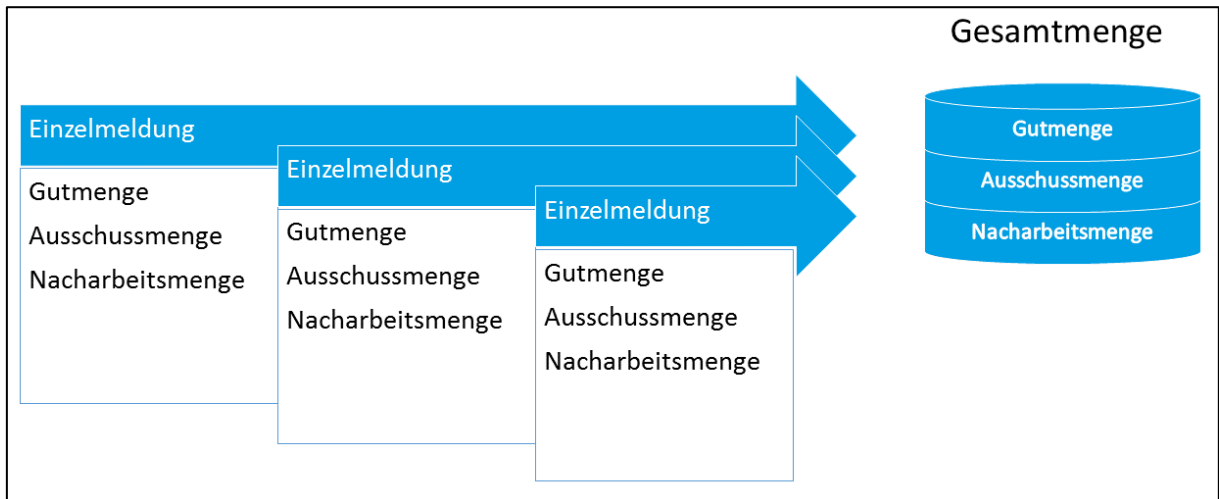 Gesamtmenge
Einzelmeldung
Gutmenge
Ausschussmenge
Nacharbeitsmenge
Einzelmeldung
Gutmenge
Ausschussmenge
Nacharbeitsmenge
Einzelmeldung
Gutmenge
Ausschussmenge
Nacharbeitsmenge
Gutmenge
Ausschussmenge
Nacharbeitsmenge